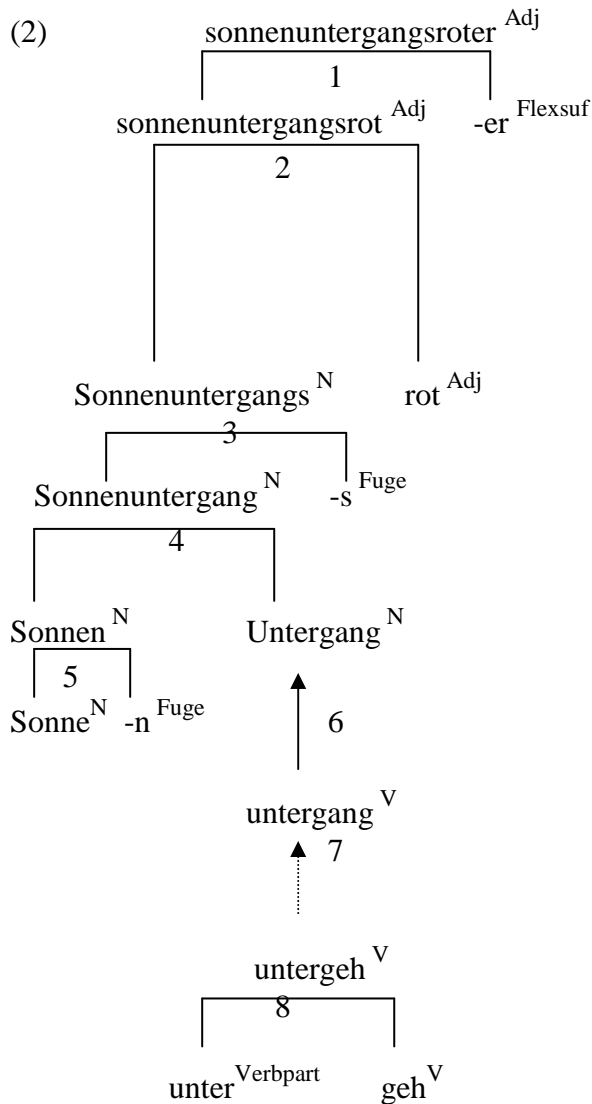 (2) sonnenuntergangsroter Adj
1
sonnenuntergangsrot Adj -er Flexsuf
2
Sonnenuntergangs N rot Adj
3
Sonnenuntergang N -s Fuge
4
Sonnen N Untergang N
5
Sonne N -n Fuge 6
untergang V
7
untergeh V
8
unter Verbpart geh V